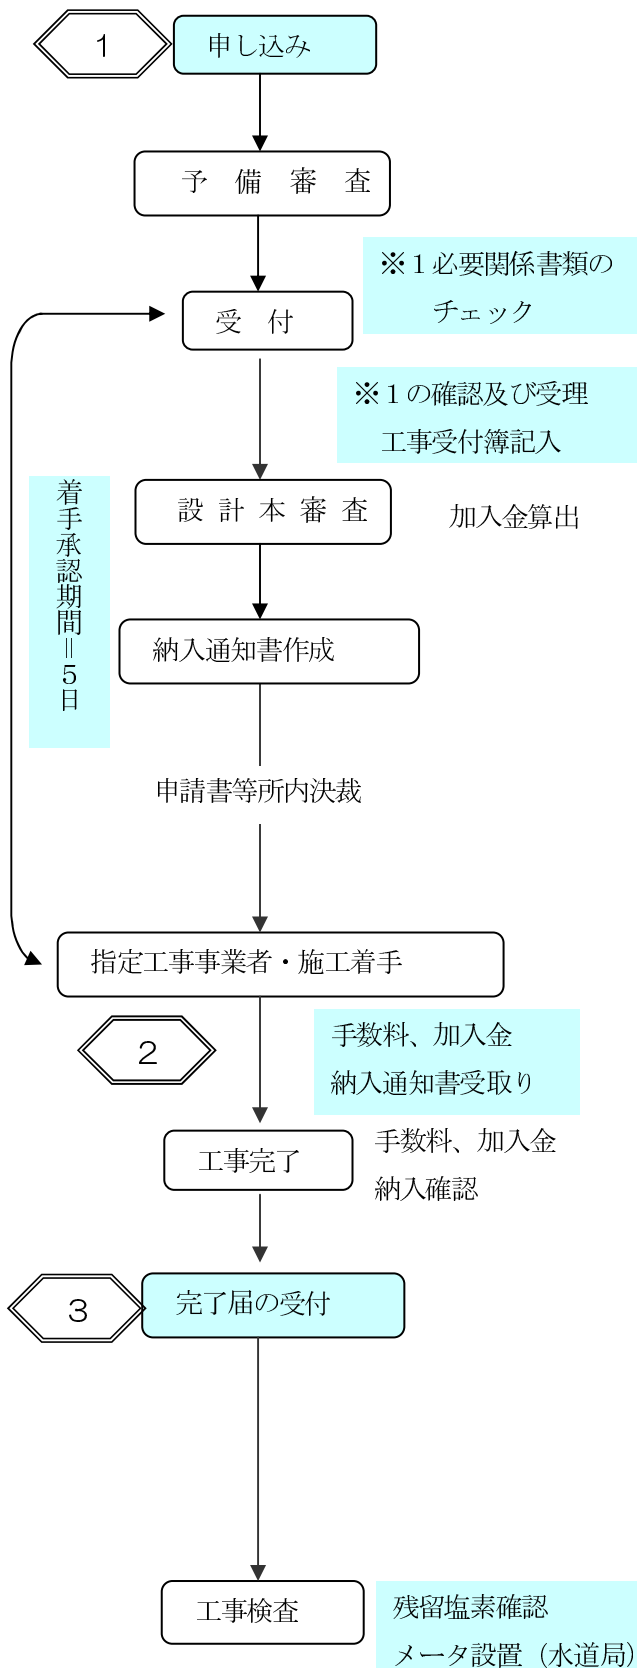 1
申し込み
予　備　審　査
※１必要関係書類の
チェック
受　付
※１の確認及び受理
工事受付簿記入
設 計 本 審 査
加入金算出
着手承認期間＝５日
納入通知書作成
申請書等所内決裁
指定工事事業者・施工着手
2
手数料、加入金
納入通知書受取り
工事完了
手数料、加入金
納入確認
3
完了届の受付
工事検査
残留塩素確認
メータ設置（水道局）